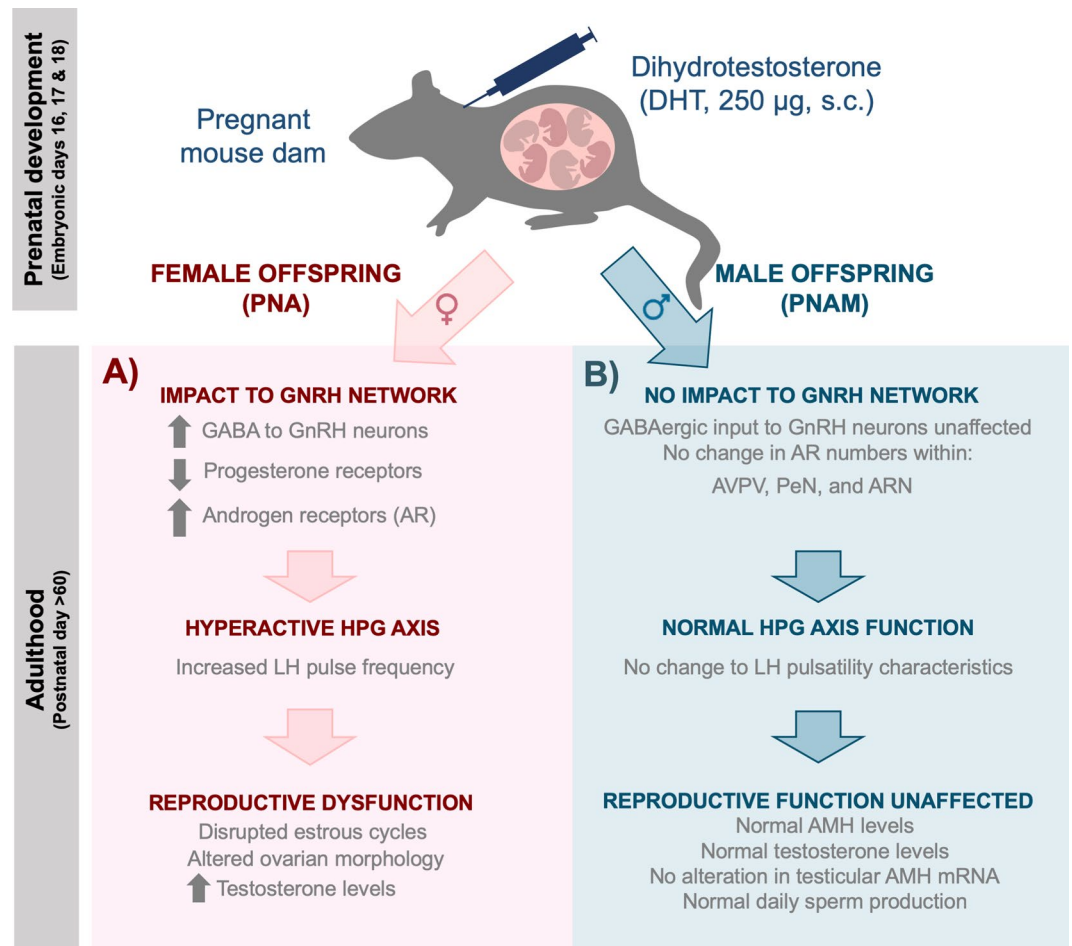 Prenatal development
(Embryonic days 16, 17 & 18)
Pregnant
mouse dam
Dihydrotestosterone
(DHT, 250 µg, s.c.)
FEMALE OFFSPRING
(PNA)
♀
♂
MALE OFFSPRING
(PNAM)
Adulthood
(Postnatal day >60)
A)
IMPACT TO GNRH NETWORK
GABA to GnRH neurons
Progesterone receptors
Androgen receptors (AR)
HYPERACTIVE HPG AXIS
Increased LH pulse frequency
REPRODUCTIVE DYSFUNCTION
Disrupted estrous cycles
Altered ovarian morphology
Testosterone levels
B)
NO IMPACT TO GNRH NETWORK
GABAergic input to GnRH neurons unaffected
No change in AR numbers within:
AVPV, PeN, and ARN
NORMAL HPG AXIS FUNCTION
No change to LH pulsatility characteristics
REPRODUCTIVE FUNCTION UNAFFECTED
Normal AMH levels
Normal testosterone levels
No alteration in testicular AMH mRNA
Normal daily sperm production